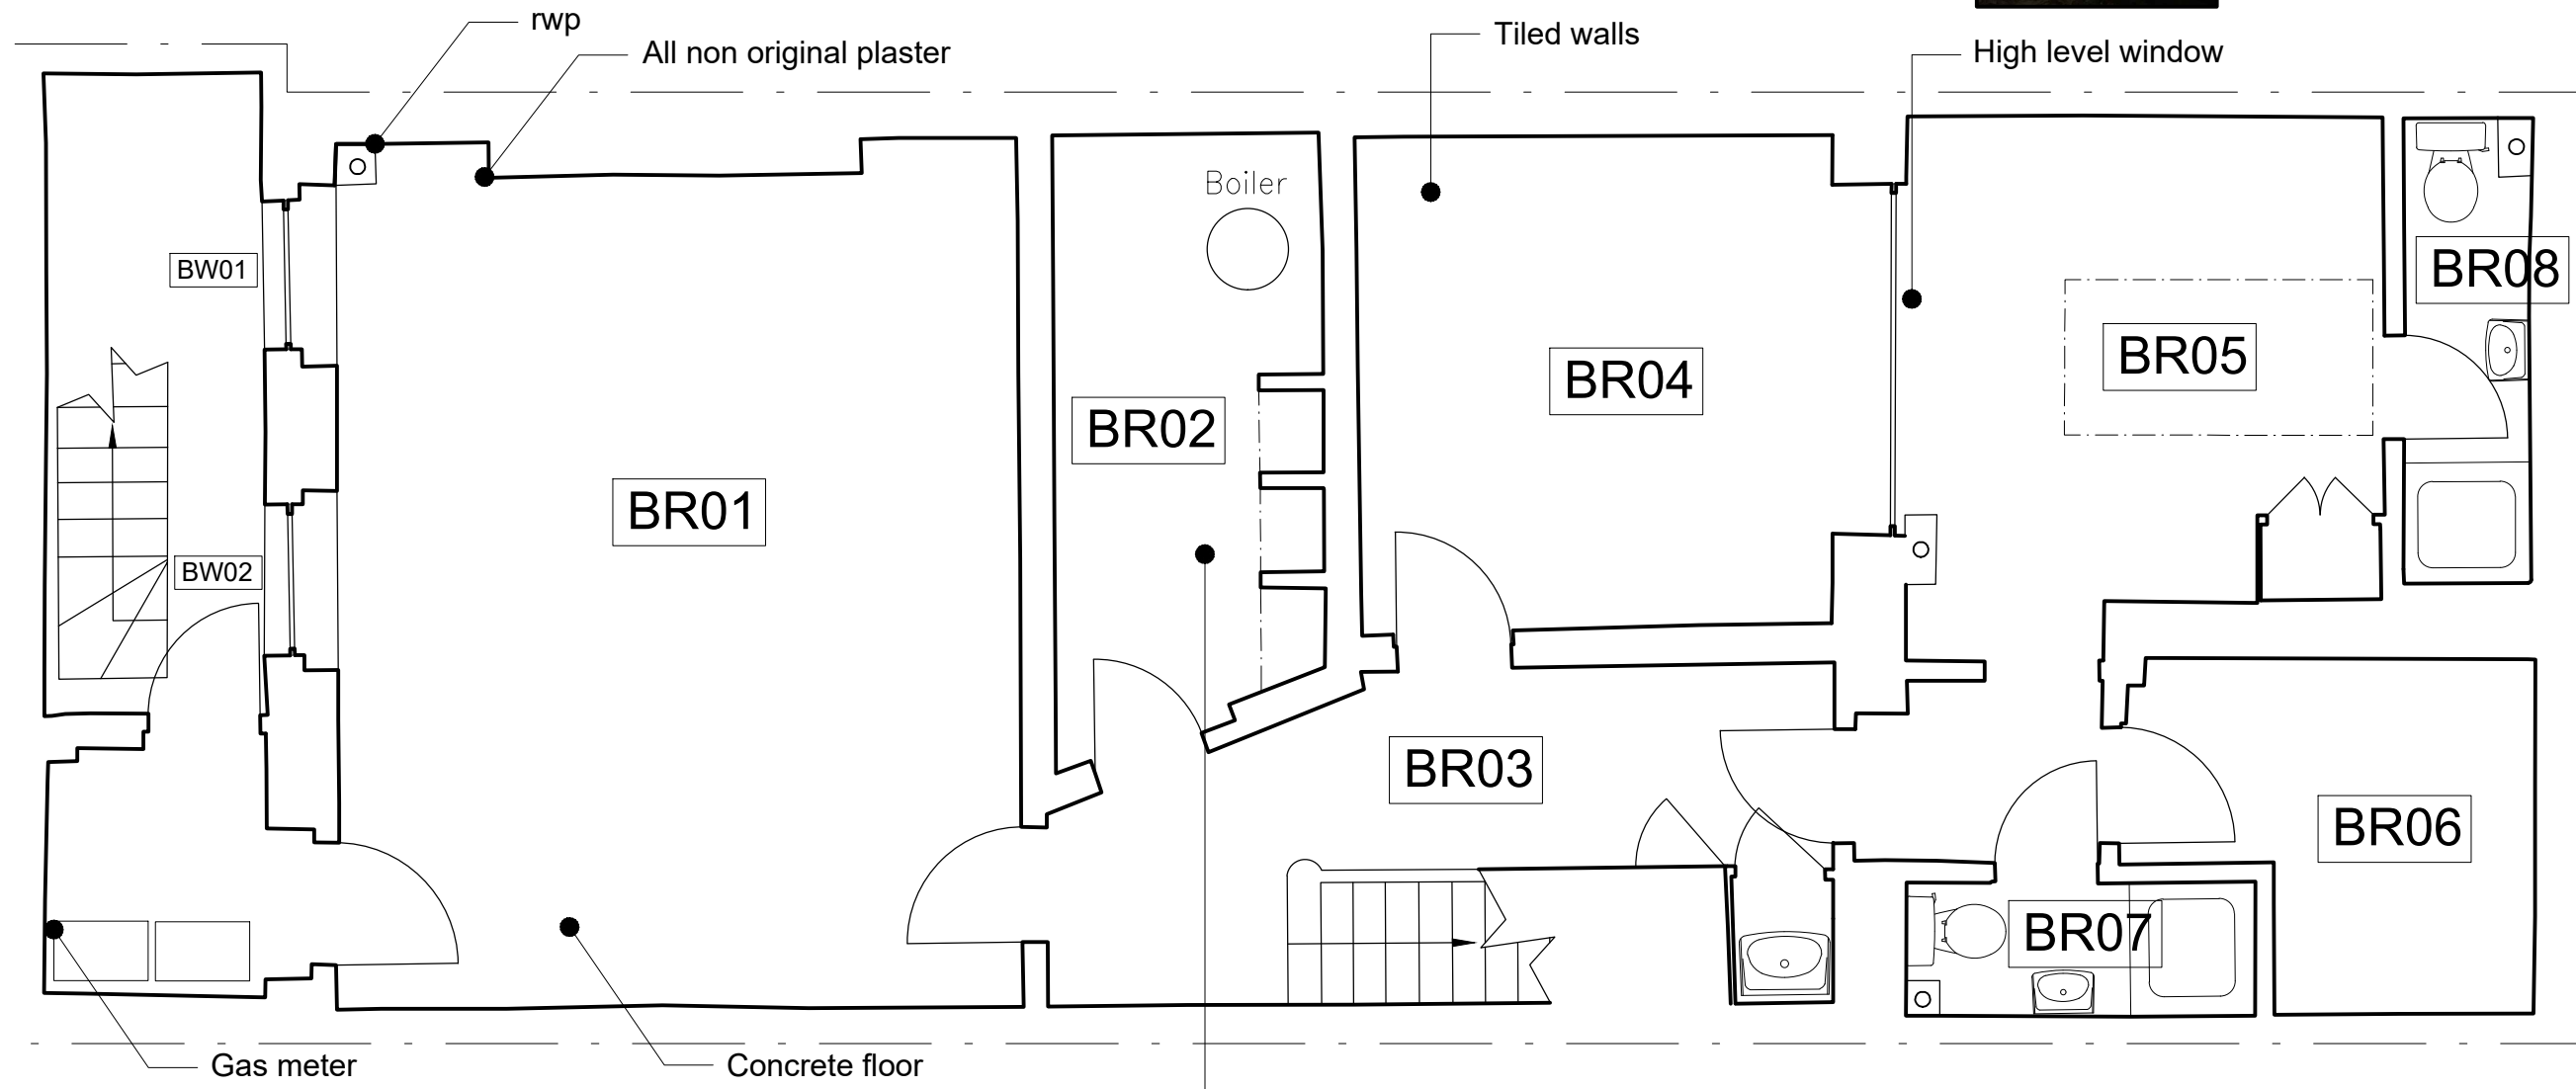 rwp
All non original plaster
Tiled walls
High level window
Boiler
BW01
BR08
BR05
BR04
BR02
BR01
BW02
BR03
BR06
BR07
Gas meter
Concrete floor